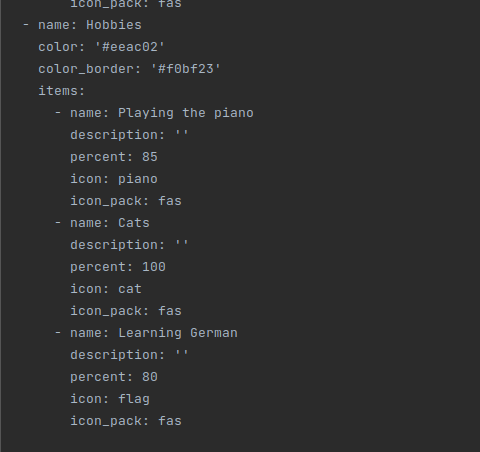 icon_pack: fas
- name: Hobbies
color: '#eeac02'
color_border: '#f0bf23'
items:
- name: Playing the piano
description: ''
percent: 85
icon: piano
icon_pack: fas
- name: Cats
description: ''
percent: 100
icon: cat
icon_pack: fas
- name: Learning German
description: ''
percent: 80
icon: flag
icon_pack: fas